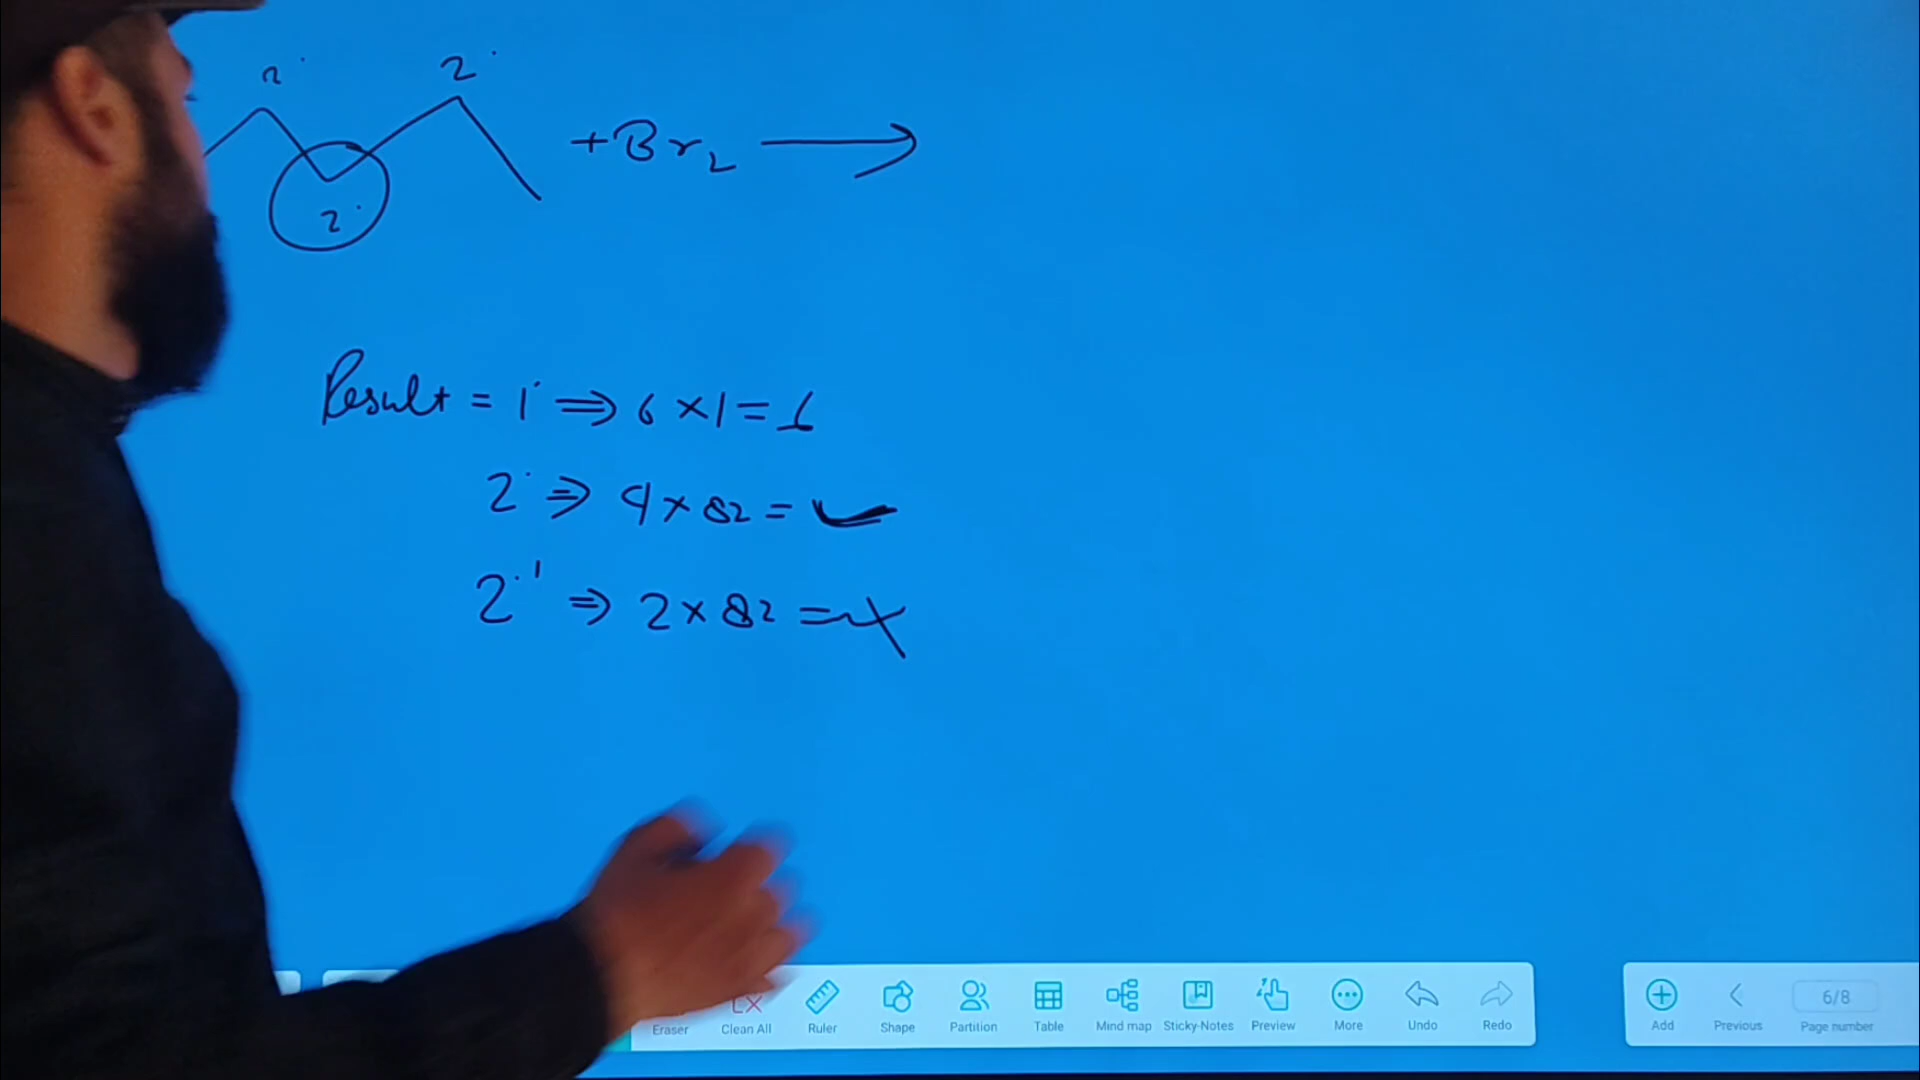 2°
2°
+ Br2 →
2°
Result = 1° ⇒ 6 × 1 = 6
2° ⇒ 4 × 82 = ✓
2°' ⇒ 2 × 82 = X
Eraser
Clean All
Ruler
Shape
Partition
Table
Mind map
Sticky-Notes
Preview
More
Undo
Redo
Add
Previous
6/8
Page number